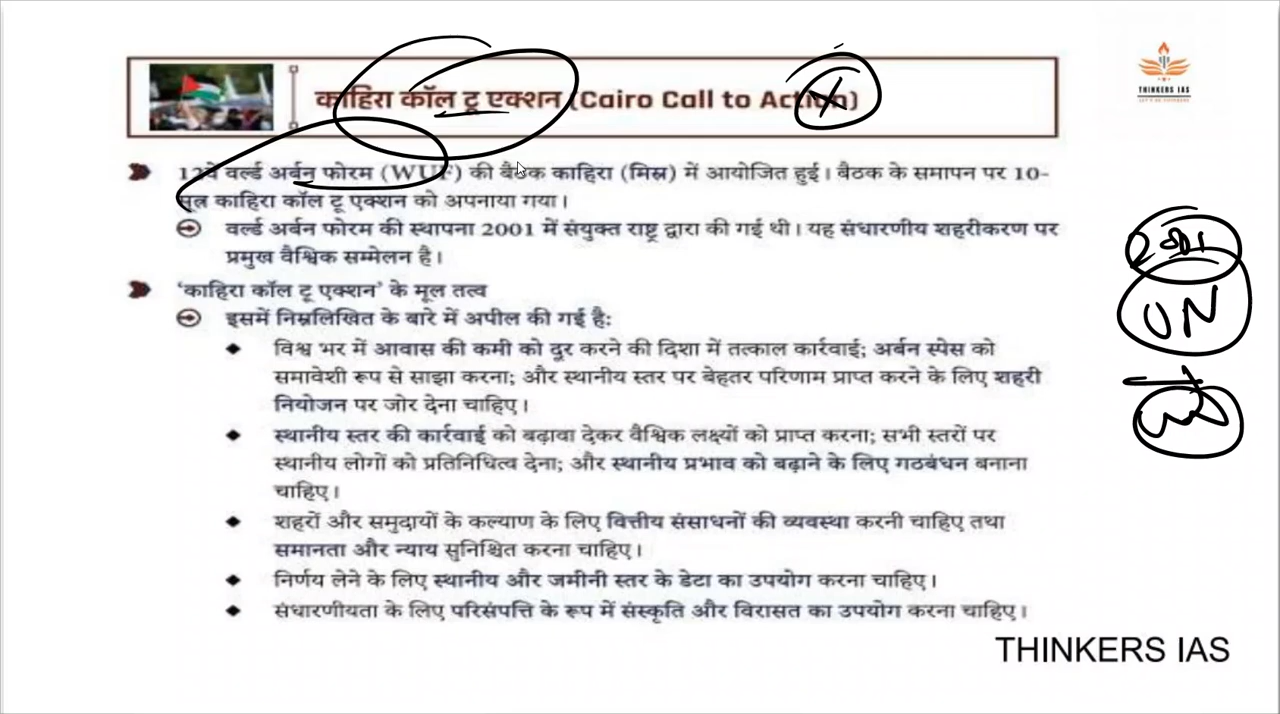 काहिरा कॉल टू एक्शन (Cairo Call to Action)
THINKERS IAS
12वें वर्ल्ड अर्बन फोरम (WUF) की बैठक काहिरा (मिस्र) में आयोजित हुई। बैठक के समापन पर 10-
सूत्र काहिरा कॉल टू एक्शन को अपनाया गया।
वर्ल्ड अर्बन फोरम की स्थापना 2001 में संयुक्त राष्ट्र द्वारा की गई थी। यह संधारणीय शहरीकरण पर
प्रमुख वैश्विक सम्मेलन है।
'काहिरा कॉल टू एक्शन' के मूल तत्व
इसमें निम्नलिखित के बारे में अपील की गई है:
विश्व भर में आवास की कमी को दूर करने की दिशा में तत्काल कार्रवाई; अर्बन स्पेस को
समावेशी रूप से साझा करना; और स्थानीय स्तर पर बेहतर परिणाम प्राप्त करने के लिए शहरी
नियोजन पर जोर देना चाहिए।
स्थानीय स्तर की कार्रवाई को बढ़ावा देकर वैश्विक लक्ष्यों को प्राप्त करना; सभी स्तरों पर
स्थानीय लोगों को प्रतिनिधित्व देना; और स्थानीय प्रभाव को बढ़ाने के लिए गठबंधन बनाना
चाहिए।
शहरों और समुदायों के कल्याण के लिए वित्तीय संसाधनों की व्यवस्था करनी चाहिए तथा
समानता और न्याय सुनिश्चित करना चाहिए।
निर्णय लेने के लिए स्थानीय और जमीनी स्तर के डेटा का उपयोग करना चाहिए।
संधारणीयता के लिए परिसंपत्ति के रूप में संस्कृति और विरासत का उपयोग करना चाहिए।
2001
UN
THINKERS IAS